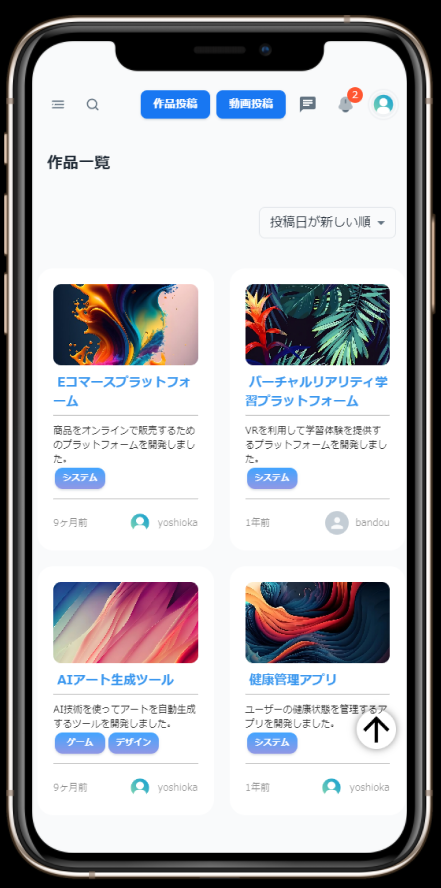 作品投稿 動画投稿 2
作品一覧
投稿日が新しい順
Eコマースプラットフォ
ーム
商品をオンラインで販売するため
のプラットフォームを開発しまし
た。
システム
9ヶ月前 yoshioka
バーチャルリアリティ学
習プラットフォーム
VRを利用して学習体験を提供す
るプラットフォームを開発しまし
た。
システム
1年前 bandou
AIアート生成ツール
AI技術を使ってアートを自動生成
するツールを開発しました。
ゲーム デザイン
9ヶ月前 yoshioka
健康管理アプリ
ユーザーの健康状態を管理するア
プリを開発しました。
システム
1年前 yoshioka